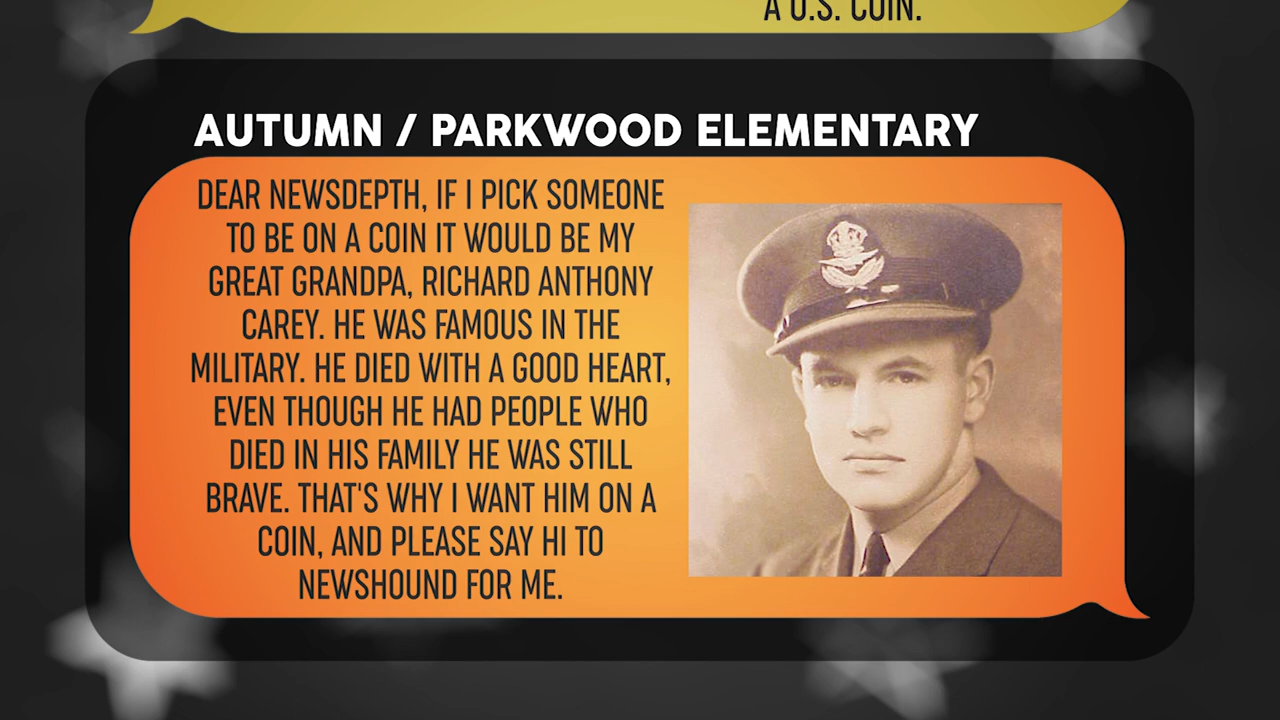 A U.S. COIN.
AUTUMN / PARKWOOD ELEMENTARY
DEAR NEWSDEPTH, IF I PICK SOMEONE
TO BE ON A COIN IT WOULD BE MY
GREAT GRANDPA, RICHARD ANTHONY
CAREY. HE WAS FAMOUS IN THE
MILITARY. HE DIED WITH A GOOD HEART,
EVEN THOUGH HE HAD PEOPLE WHO
DIED IN HIS FAMILY HE WAS STILL
BRAVE. THAT'S WHY I WANT HIM ON A
COIN, AND PLEASE SAY HI TO
NEWSHOUND FOR ME.